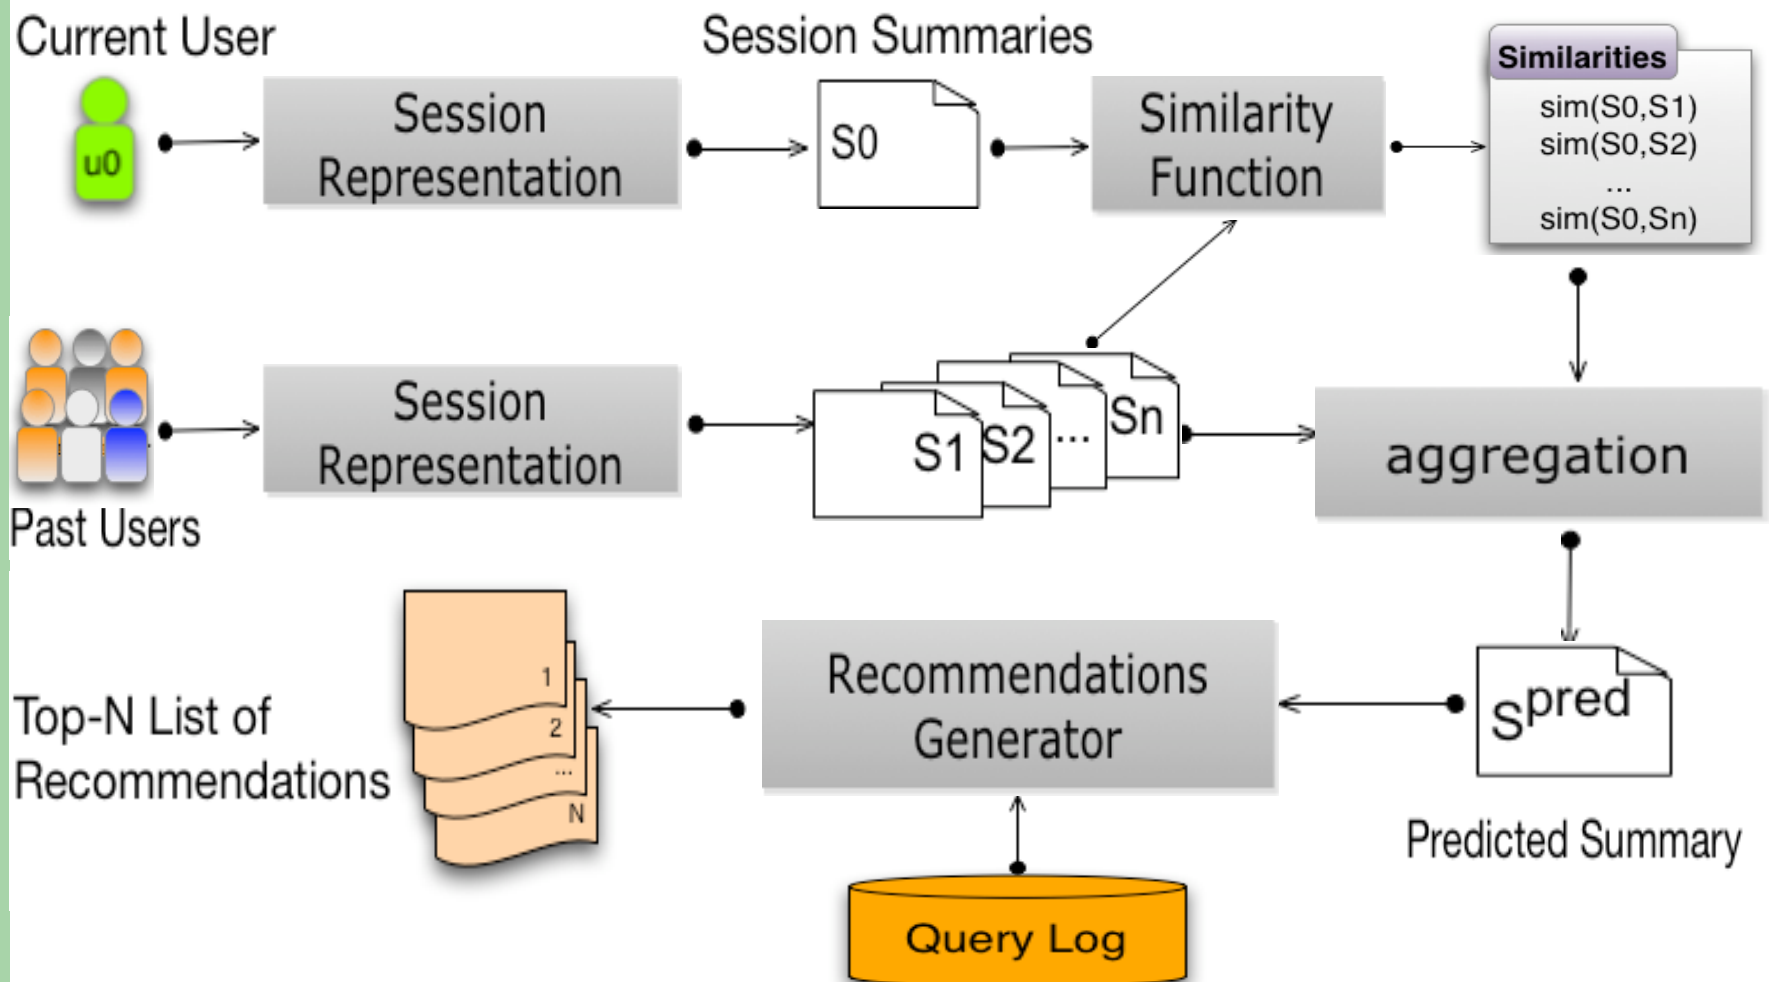 Current User
Session Summaries
Similarities
u0
Session
Representation
S0
Similarity
Function
sim(S0,S1)
sim(S0,S2)
...
sim(S0,Sn)
Past Users
Session
Representation
S1
S2
...
Sn
aggregation
Top-N List of
Recommendations
1
2
...
N
Recommendations
Generator
Spred
Predicted Summary
Query Log